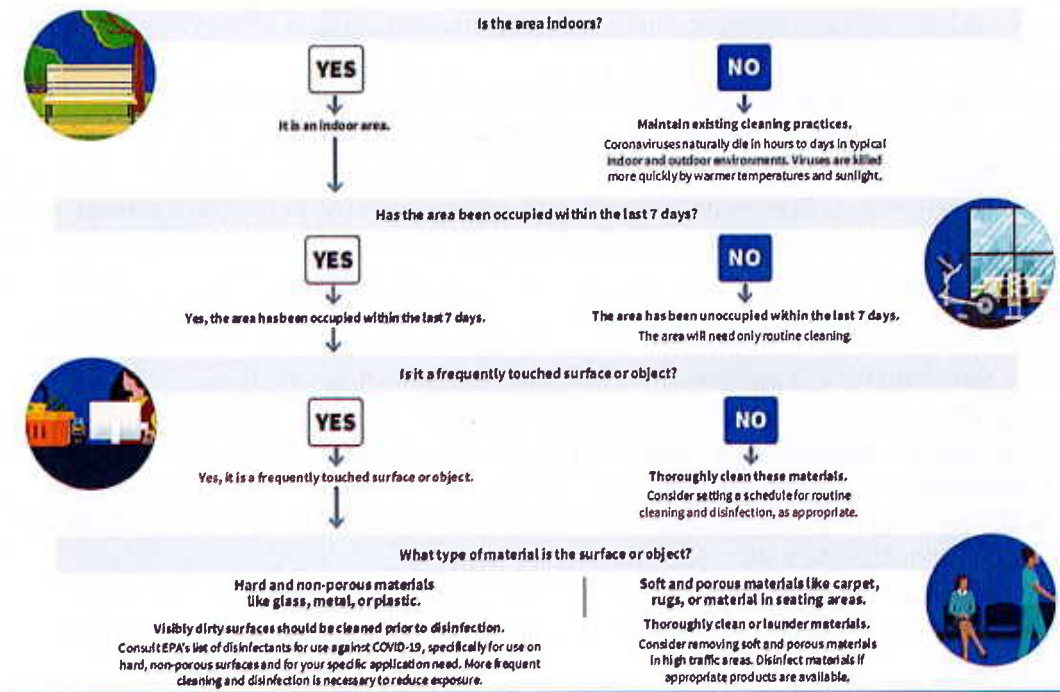 Is the area indoors?
YES
NO
It is an indoor area.
Maintain existing cleaning practices.
Coronaviruses naturally die in hours to days in typical
indoor and outdoor environments. Viruses are killed
more quickly by warmer temperatures and sunlight.
Has the area been occupied within the last 7 days?
YES
NO
Yes, the area has been occupied within the last 7 days.
The area has been unoccupied within the last 7 days.
The area will need only routine cleaning.
Is it a frequently touched surface or object?
YES
NO
Yes, it is a frequently touched surface or object.
Thoroughly clean these materials.
Consider setting a schedule for routine
cleaning and disinfection, as appropriate.
What type of material is the surface or object?
Hard and non-porous materials
like glass, metal, or plastic.
Visibly dirty surfaces should be cleaned prior to disinfection.
Consult EPA's list of disinfectants for use against COVID-19, specifically for use on
hard, non-porous surfaces and for your specific application need. More frequent
cleaning and disinfection is necessary to reduce exposure.
Soft and porous materials like carpet,
rugs, or material in seating areas.
Thoroughly clean or launder materials.
Consider removing soft and porous materials
in high traffic areas. Disinfect materials if
appropriate products are available.